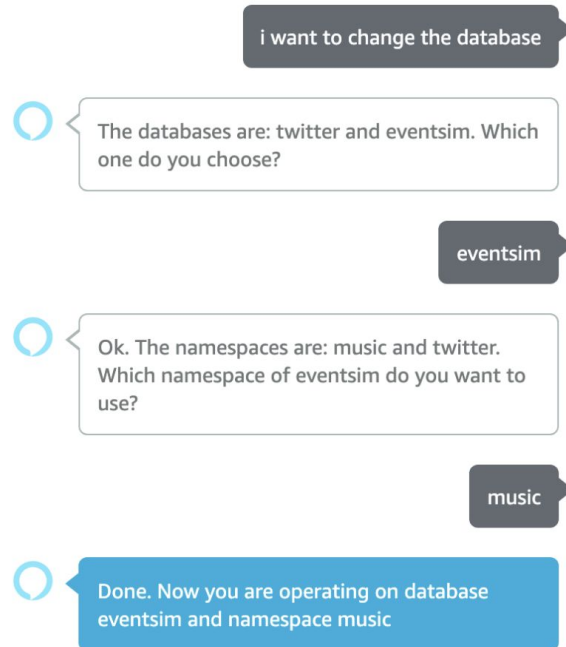 i want to change the database
The databases are: twitter and eventsim. Which
one do you choose?
eventsim
Ok. The namespaces are: music and twitter.
Which namespace of eventsim do you want to
use?
music
Done. Now you are operating on database
eventsim and namespace music